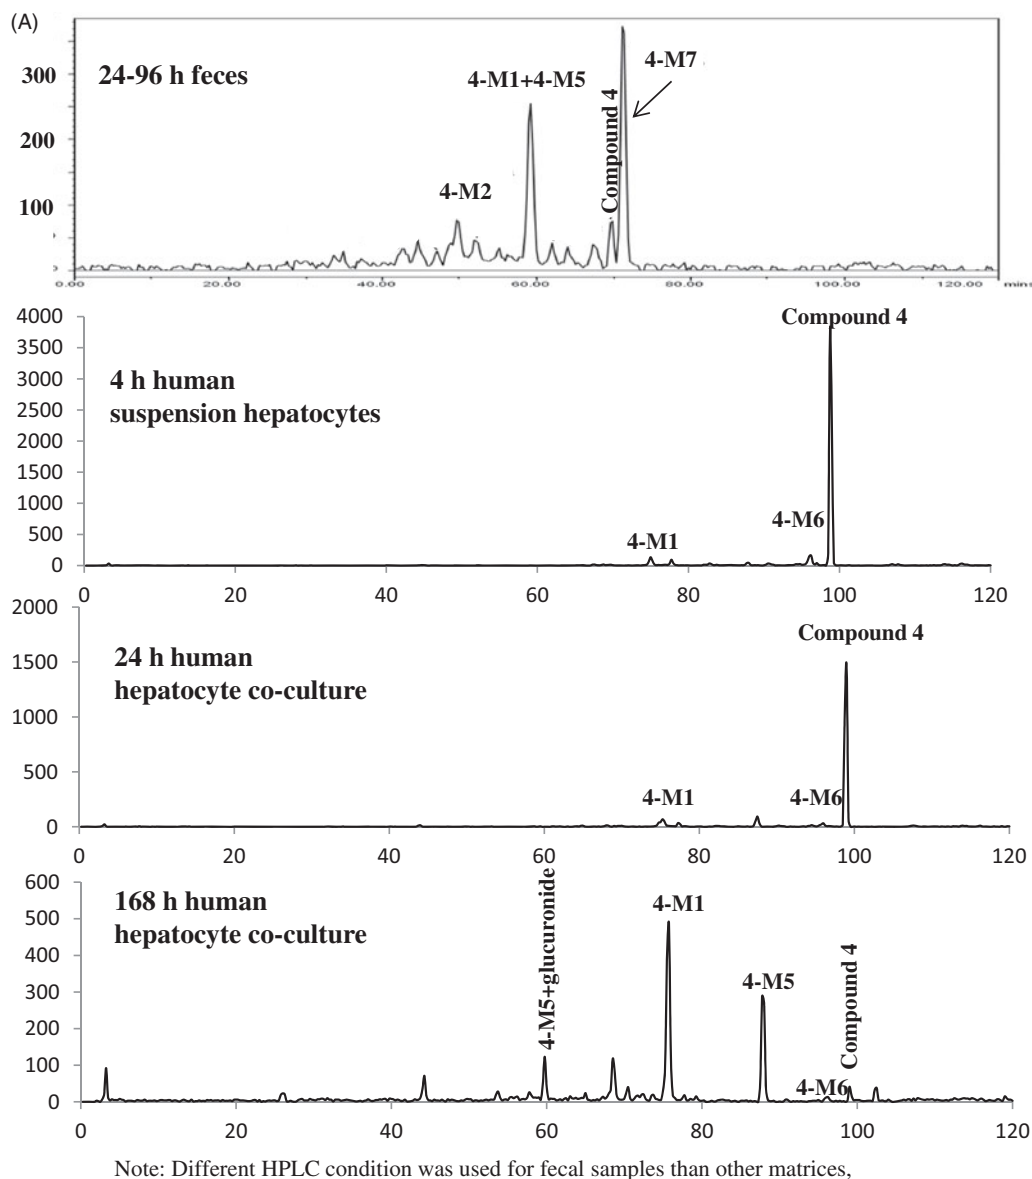 (A)
24-96 h feces
4-M1+4-M5
4-M7
4-M2
Compound 4
300
200
100
0
0.00 20.00 40.00 60.00 80.00 100.00 120.00 mins
Compound 4
4 h human
suspension hepatocytes
4-M6
4-M1
4000
3500
3000
2500
2000
1500
1000
500
0
0 20 40 60 80 100 120
Compound 4
24 h human
hepatocyte co-culture
4-M1
4-M6
2000
1500
1000
500
0
0 20 40 60 80 100 120
168 h human
hepatocyte co-culture
4-M5+glucuronide
4-M1
4-M5
4-M6
Compound 4
600
500
400
300
200
100
0
0 20 40 60 80 100 120
Note: Different HPLC condition was used for fecal samples than other matrices,